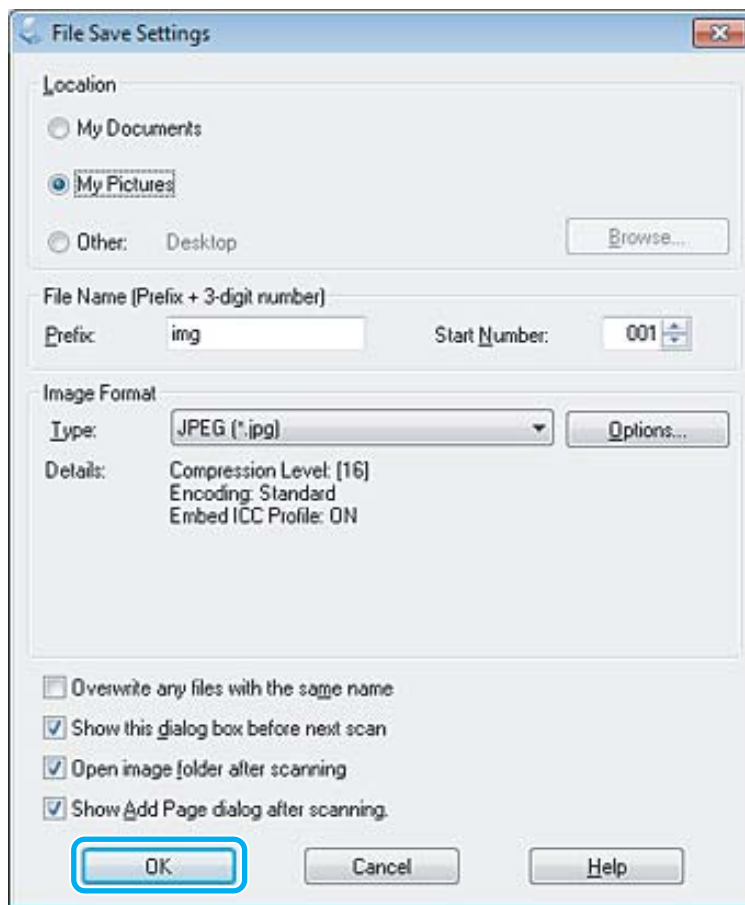 File Save Settings
Location
My Documents
My Pictures
Other: Desktop Browse...
File Name (Prefix + 3-digit number)
Prefix: img Start Number: 001
Image Format
Type: JPEG (*.jpg) Options...
Details: Compression Level: [16]
Encoding: Standard
Embed ICC Profile: ON
Overwrite any files with the same name
Show this dialog box before next scan
Open image folder after scanning
Show Add Page dialog after scanning.
OK Cancel Help